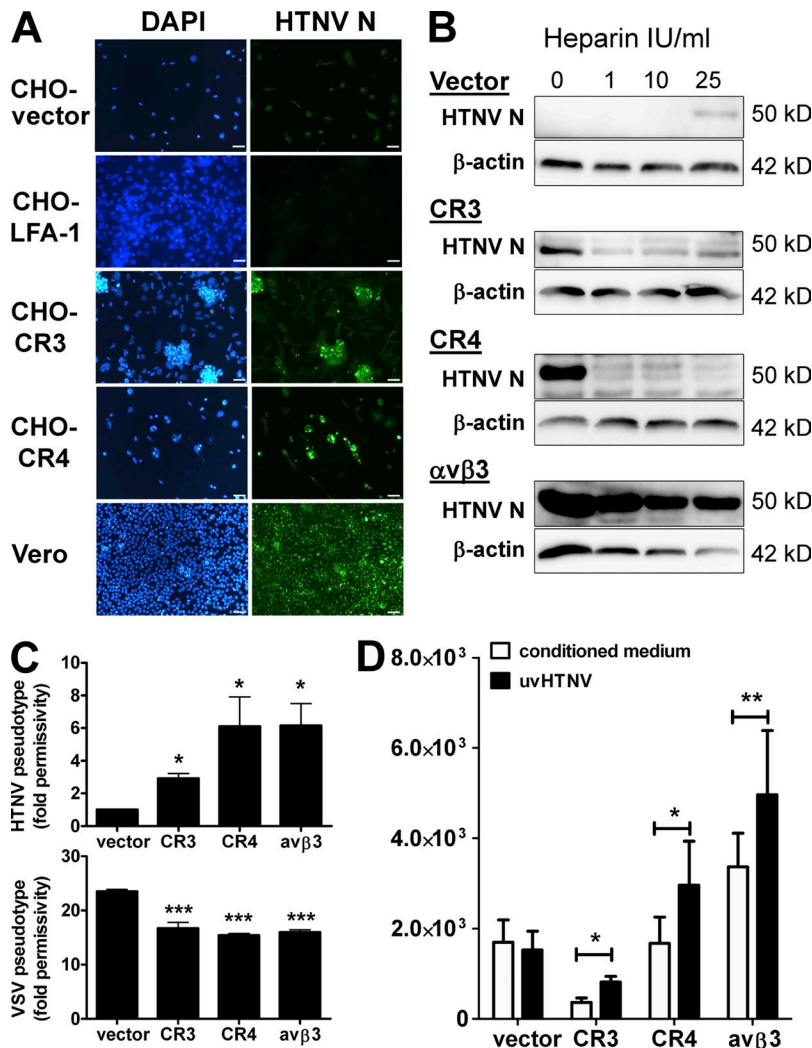 A
DAPI
HTNV N
CHO-
vector
CHO-
LFA-1
CHO-
CR3
CHO-
CR4
Vero
B
Heparin IU/ml
Vector
0 1 10 25
HTNV N
50 kD
β-actin
42 kD
CR3
HTNV N
50 kD
β-actin
42 kD
CR4
HTNV N
50 kD
β-actin
42 kD
αvβ3
HTNV N
50 kD
β-actin
42 kD
C
HTNV pseudotype
(fold permissivity)
10
8
6
4
2
0
*
*
*
vector CR3 CR4 avβ3
VSV pseudotype
(fold permissivity)
30
20
10
0
***
***
***
vector CR3 CR4 avβ3
D
conditioned medium
uvHTNV
8.0×10³
6.0×10³
4.0×10³
2.0×10³
0
*
*
**
vector CR3 CR4 avβ3